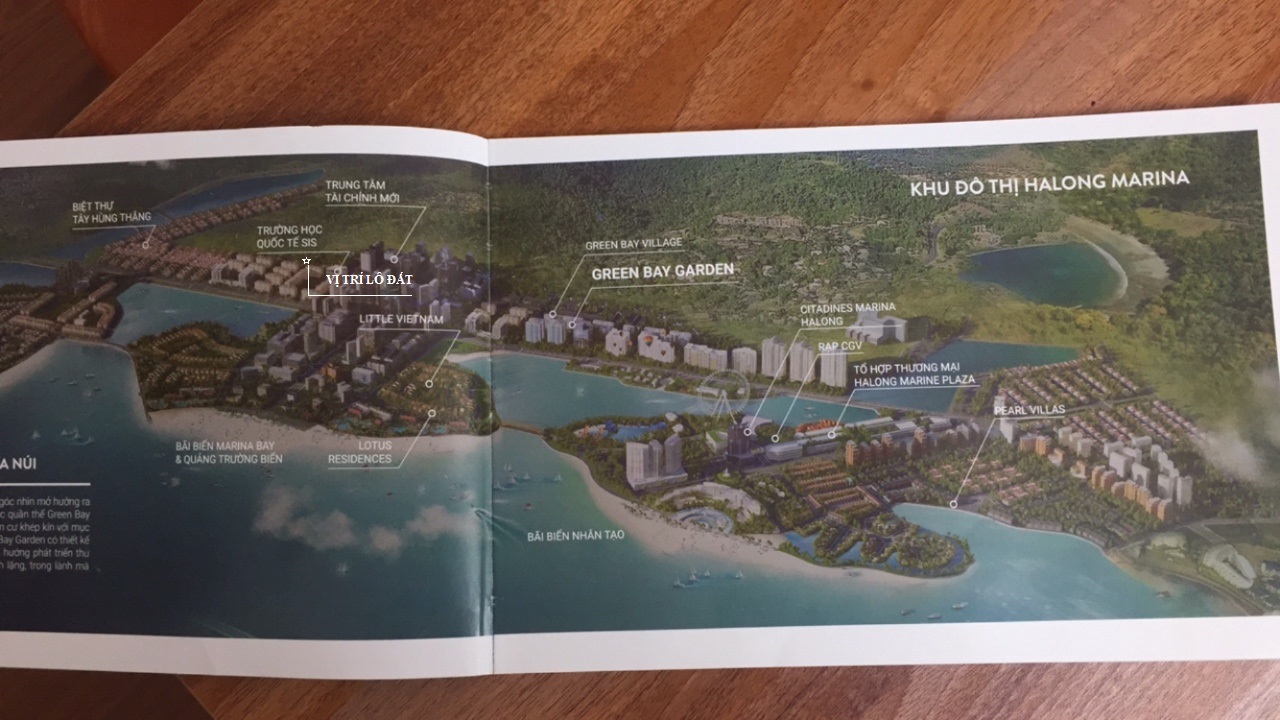 KHU ĐÔ THỊ HALONG MARINA
BIỆT THỰ
TÂY HÙNG THẮNG
TRUNG TÂM
TÀI CHÍNH MỚI
TRƯỜNG HỌC
QUỐC TẾ SIS
VỊ TRÍ LÔ ĐẤT
LITTLE VIETNAM
GREEN BAY VILLAGE
GREEN BAY GARDEN
CITADINES MARINA
HALONG
RẠP CGV
TỔ HỢP THƯƠNG MẠI
HALONG MARINE PLAZA
PEARL VILLAS
BÃI BIỂN MARINA BAY
& QUẢNG TRƯỜNG BIỂN
LOTUS
RESIDENCES
BÃI BIỂN NHÂN TẠO
NÚI
góc nhìn mở hướng ra
quần thể Green Bay
cư khép kín với mục
Bay Garden có thiết kế
hướng phát triển thu
lặng, trong lành mà